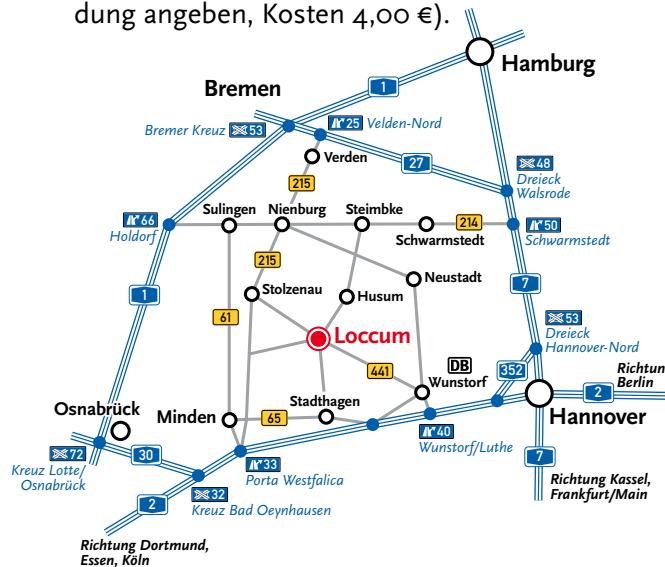 dung angeben, Kosten 4,00 €).
Hamburg
1
Bremen
25 Velden-Nord
Bremer Kreuz 53
Verden
27
48
Dreieck
Walsrode
215
66
Holdorf
Sulingen
Nienburg
Steimbke
214
Schwarmstedt
50
Schwarmstedt
215
Neustadt
7
1
Stolzenau
Husum
61
53
Dreieck
Hannover-Nord
Loccum
DB
352
441
Wunstorf
Richtun
Berlin
2
Osnabrück
Minden
65
Stadthagen
Hannover
72
Kreuz Lotte/
Osnabrück
30
33
Porta Westfalica
40
Wunstorf/Luthe
7
32
Kreuz Bad Oeynhausen
2
Richtung Kassel,
Frankfurt/Main
Richtung Dortmund,
Essen, Köln